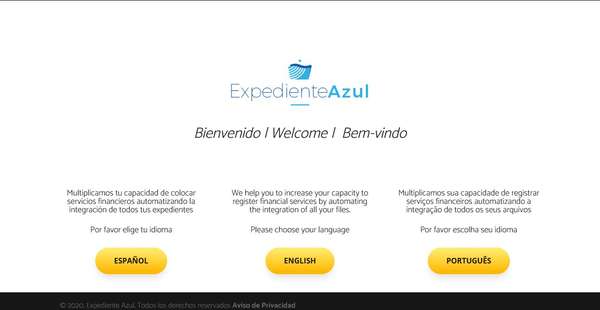 ExpedienteAzul
Bienvenido | Welcome | Bem-vindo
Multiplicamos tu capacidad de colocar
servicios financieros automatizando la
integración de todos tus expedientes
Por favor elige tu idioma
ESPAÑOL
We help you to increase your capacity to
register financial services by automating
the integration of all your files.
Please choose your language
ENGLISH
Multiplicamos sua capacidade de registrar
serviços financeiros automatizando a
integração de todos os seus arquivos
Por favor escolha seu idioma
PORTUGUÊS
© 2020. Expediente Azul. Todos los derechos reservados Aviso de Privacidad